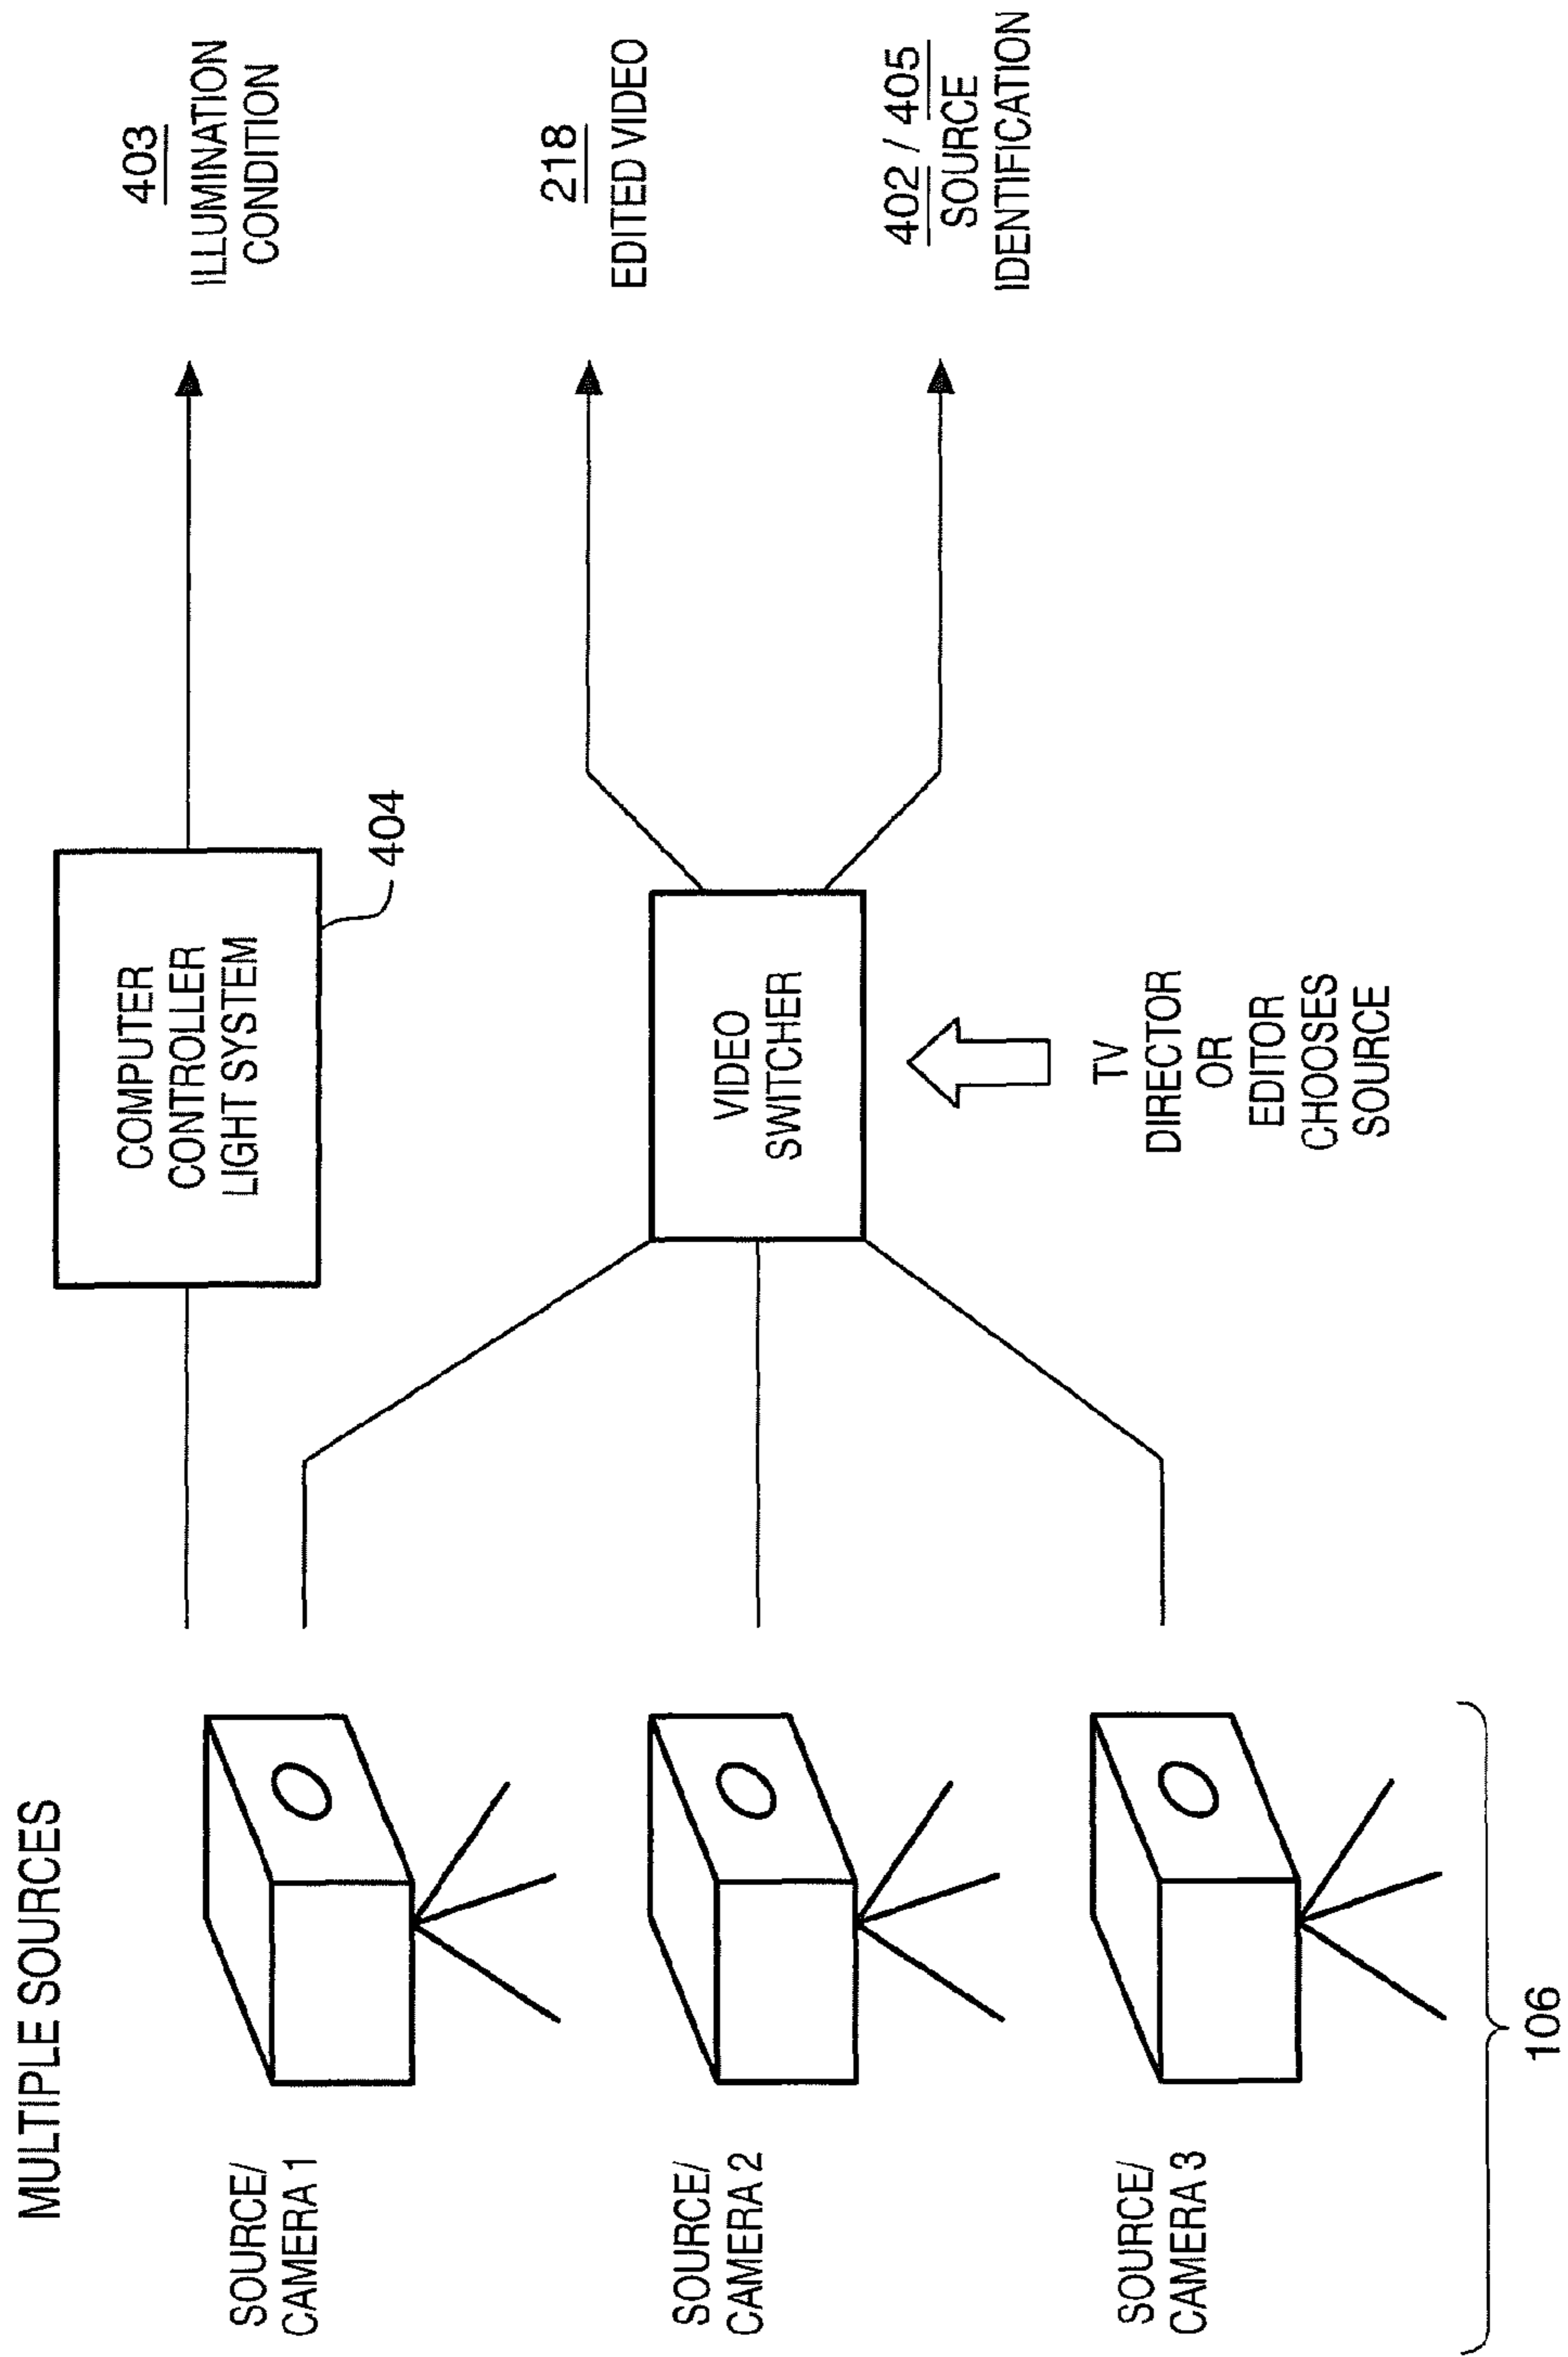 MULTIPLE SOURCES
SOURCE/
CAMERA 1
SOURCE/
CAMERA 2
SOURCE/
CAMERA 3
106
COMPUTER
CONTROLLER
LIGHT SYSTEM
404
VIDEO
SWITCHER
TV
DIRECTOR
OR
EDITOR
CHOOSES
SOURCE
403
ILLUMINATION
CONDITION
218
EDITED VIDEO
402 / 405
SOURCE
IDENTIFICATION